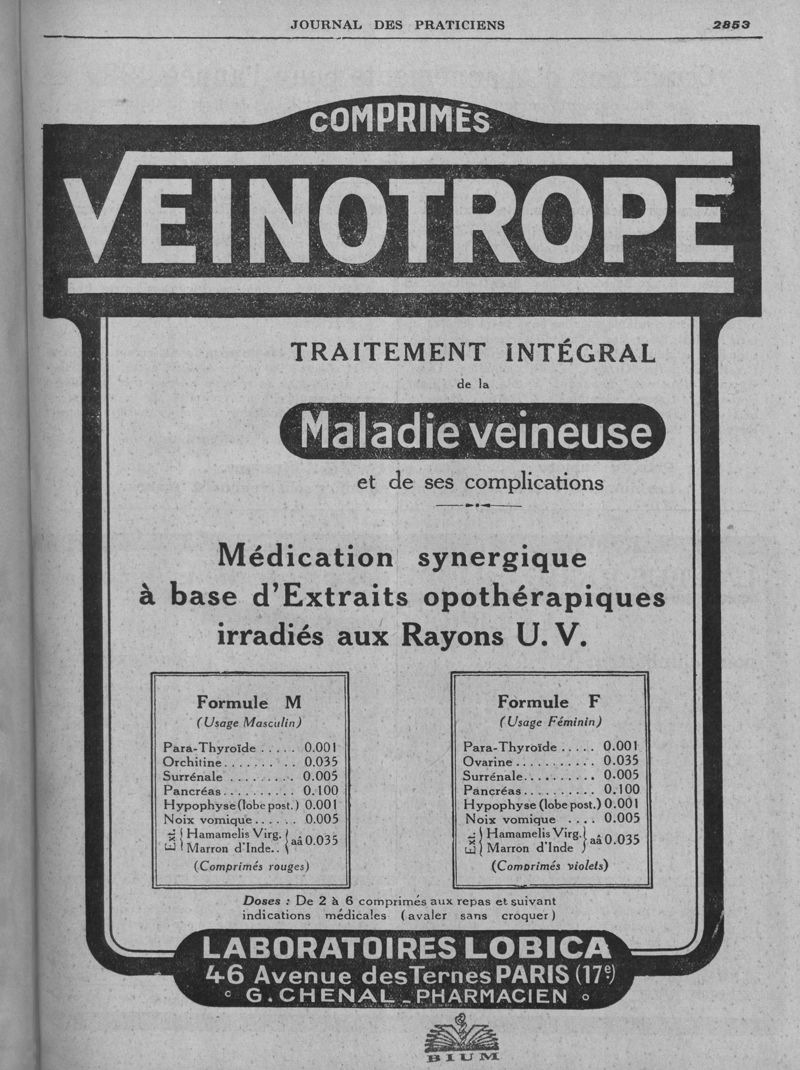 JOURNAL DES PRATICIENS 2853
COMPRIMÉS
VEINOTROPE
TRAITEMENT INTÉGRAL
de la
Maladie veineuse
et de ses complications
Médication synergique
à base d'Extraits opothérapiques
irradiés aux Rayons U. V.
Formule M
(Usage Masculin)
Para-Thyroïde ..... 0.001
Orchitine........ 0.035
Surrénale ........ 0.005
Pancréas.......... 0.100
Hypophyse (lobe post.) 0.001
Noix vomique...... 0.005
Ext. { Hamamelis Virg. } aâ 0.035
Marron d'Inde..
(Comprimés rouges)
Formule F
(Usage Féminin)
Para-Thyroïde ..... 0.001
Ovarine........... 0.035
Surrénale.......... 0.005
Pancréas.......... 0.100
Hypophyse (lobe post.) 0.001
Noix vomique .... 0.005
Ext. { Hamamelis Virg. } aâ 0.035
Marron d'Inde
(Comprimés violets)
Doses : De 2 à 6 comprimés aux repas et suivant
indications médicales (avaler sans croquer)
LABORATOIRES LOBICA
46 Avenue des Ternes PARIS (17e)
G. CHENAL _ PHARMACIEN
BIUM